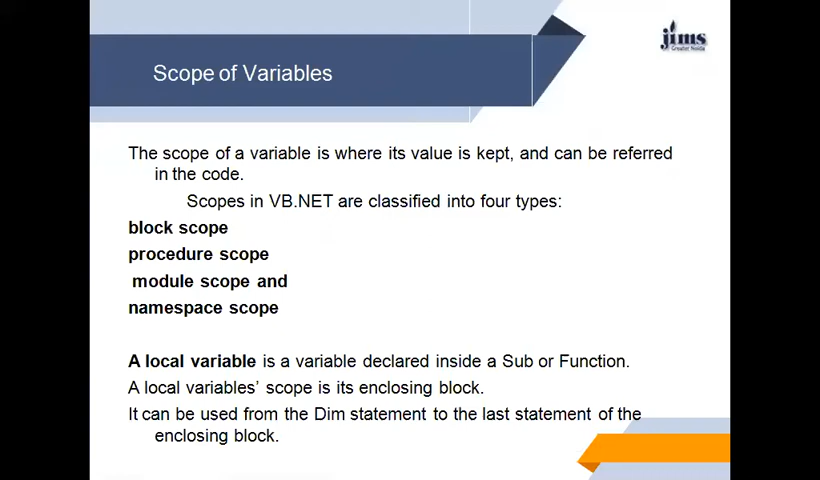 Scope of Variables
jims
Greater Noida
The scope of a variable is where its value is kept, and can be referred
in the code.
Scopes in VB.NET are classified into four types:
block scope
procedure scope
module scope and
namespace scope
A local variable is a variable declared inside a Sub or Function.
A local variables’ scope is its enclosing block.
It can be used from the Dim statement to the last statement of the
enclosing block.